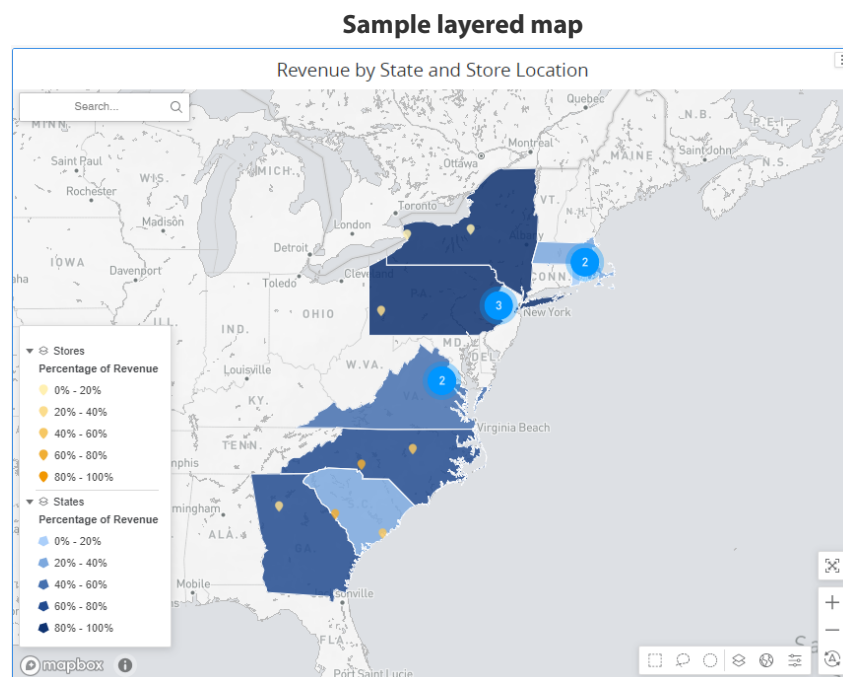 Sample layered map
Revenue by State and Store Location
Search...
Quebec
MINN.
N.B.
P.E.I.
Montreal
Saint John
Ottawa
MAINE
N.S.
Saint Paul
WIS.
MICH.
VT.
Rochester
Toronto
N.H.
Madison
London
Albany
Detroit
2
IOWA
CONN.
Davenport
Toledo
Cleveland
PA.
3
New York
OHIO
ILL.
IND.
MD.
DEL.
W.VA.
Louisville
2
VA.
KY.
Virginia Beach
TENN.
mphis
S.C.
mingham
ALA.
GA.
Mobile
sonville
FLA.
Port Saint Lucie
Sa
Stores
Percentage of Revenue
0% - 20%
20% - 40%
40% - 60%
60% - 80%
80% - 100%
States
Percentage of Revenue
0% - 20%
20% - 40%
40% - 60%
60% - 80%
80% - 100%
mapbox